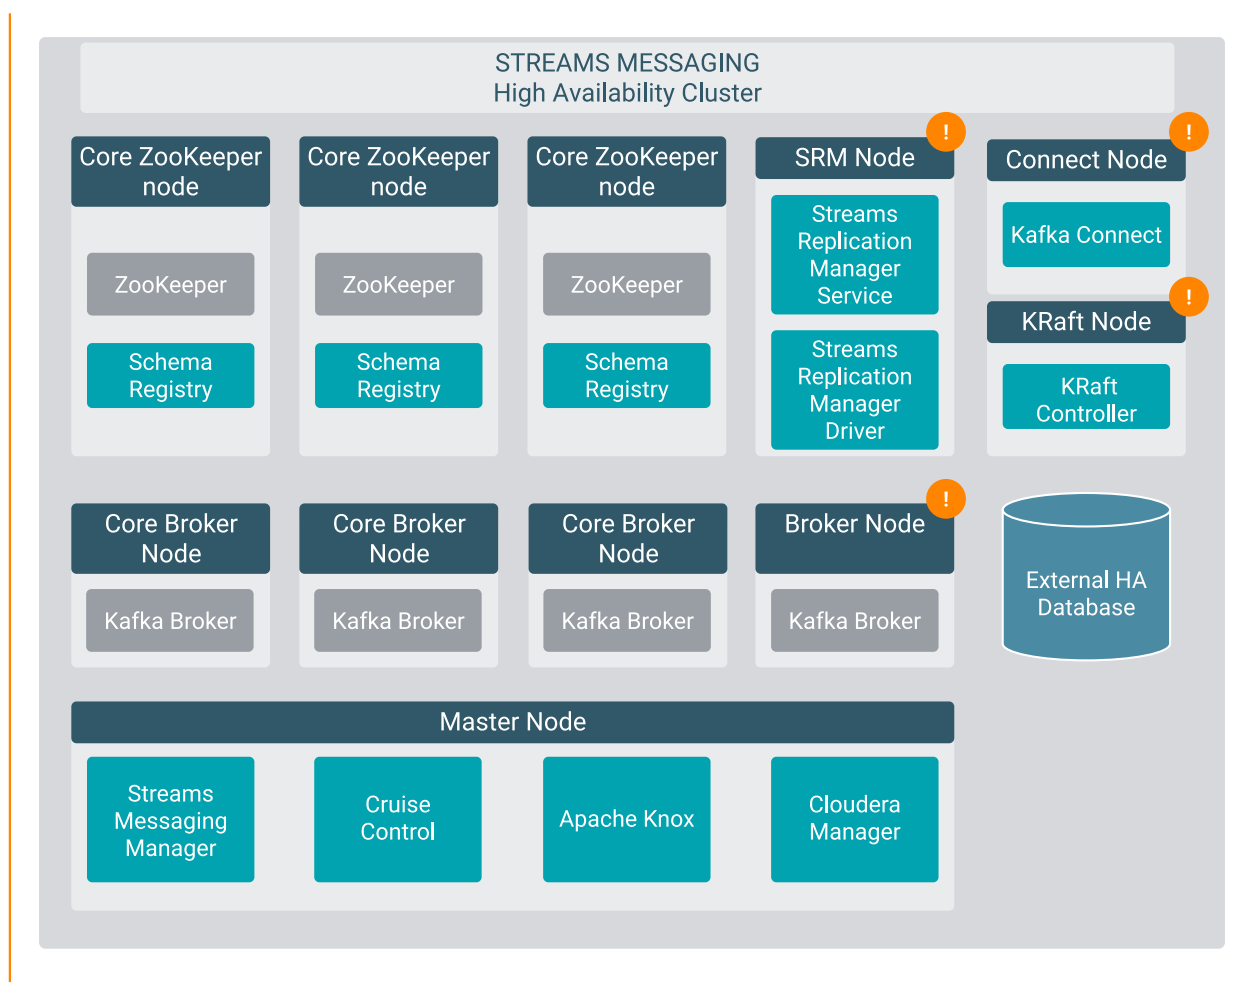 STREAMS MESSAGING
High Availability Cluster
Core ZooKeeper
node
ZooKeeper
Schema
Registry
Core ZooKeeper
node
ZooKeeper
Schema
Registry
Core ZooKeeper
node
ZooKeeper
Schema
Registry
!
SRM Node
Streams
Replication
Manager
Service
Streams
Replication
Manager
Driver
!
Connect Node
Kafka Connect
!
KRaft Node
KRaft
Controller
Core Broker
Node
Kafka Broker
Core Broker
Node
Kafka Broker
Core Broker
Node
Kafka Broker
!
Broker Node
Kafka Broker
External HA
Database
Master Node
Streams
Messaging
Manager
Cruise
Control
Apache Knox
Cloudera
Manager